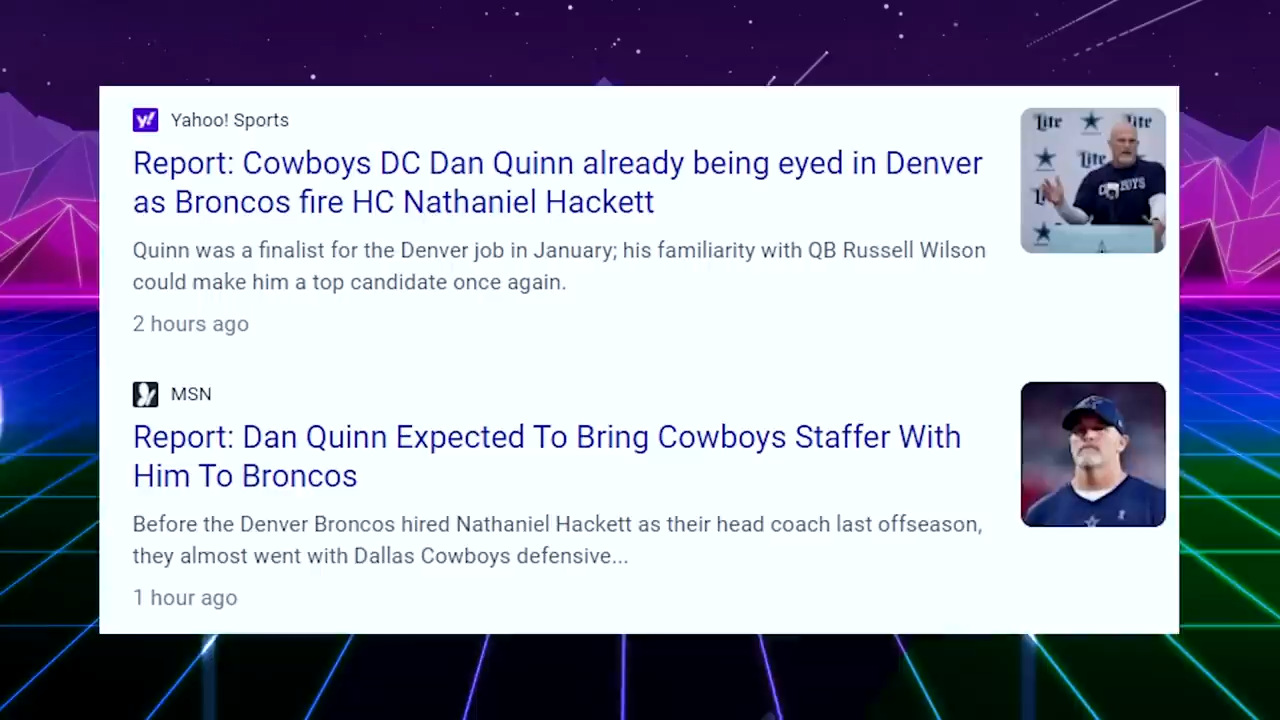 Yahoo! Sports
Report: Cowboys DC Dan Quinn already being eyed in Denver
as Broncos fire HC Nathaniel Hackett
Quinn was a finalist for the Denver job in January; his familiarity with QB Russell Wilson
could make him a top candidate once again.
2 hours ago
Lite
Lite
Lite
MSN
Report: Dan Quinn Expected To Bring Cowboys Staffer With
Him To Broncos
Before the Denver Broncos hired Nathaniel Hackett as their head coach last offseason,
they almost went with Dallas Cowboys defensive...
1 hour ago